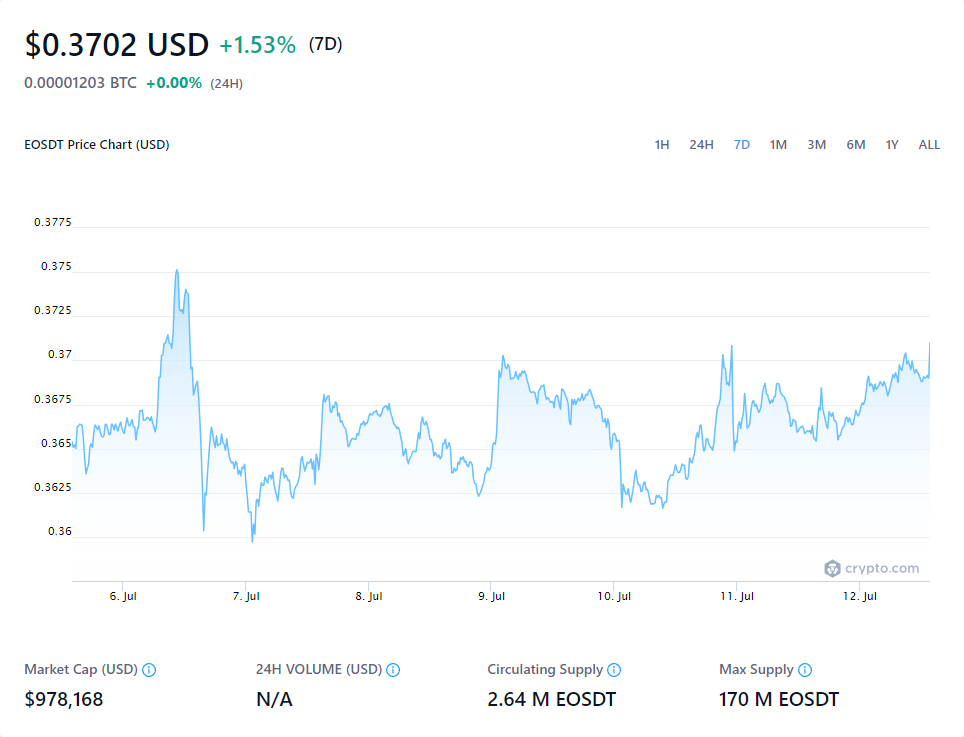 $0.3702 USD +1.53% (7D)
0.00001203 BTC +0.00% (24H)
EOSDT Price Chart (USD) 1H 24H 7D 1M 3M 6M 1Y ALL
0.3775
0.375
0.3725
0.37
0.3675
0.365
0.3625
0.36
crypto.com
6. Jul 7. Jul 8. Jul 9. Jul 10. Jul 11. Jul 12. Jul
Market Cap (USD) 24H VOLUME (USD) Circulating Supply Max Supply
$978,168 N/A 2.64 M EOSDT 170 M EOSDT